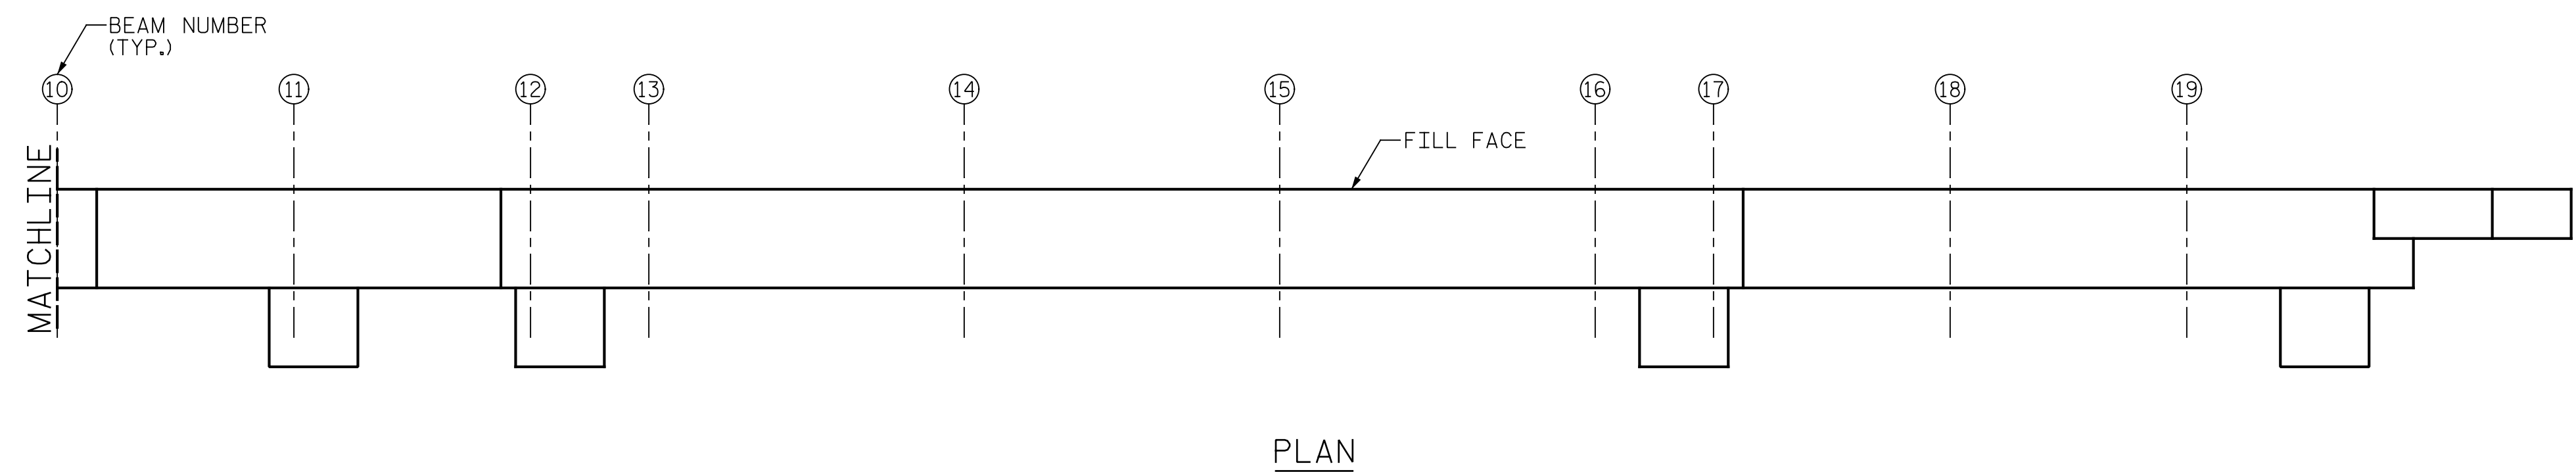 BEAM NUMBER
(TYP.)
10 11 12 13 14 15 16 17 18 19
FILL FACE
MATCHLINE
PLAN